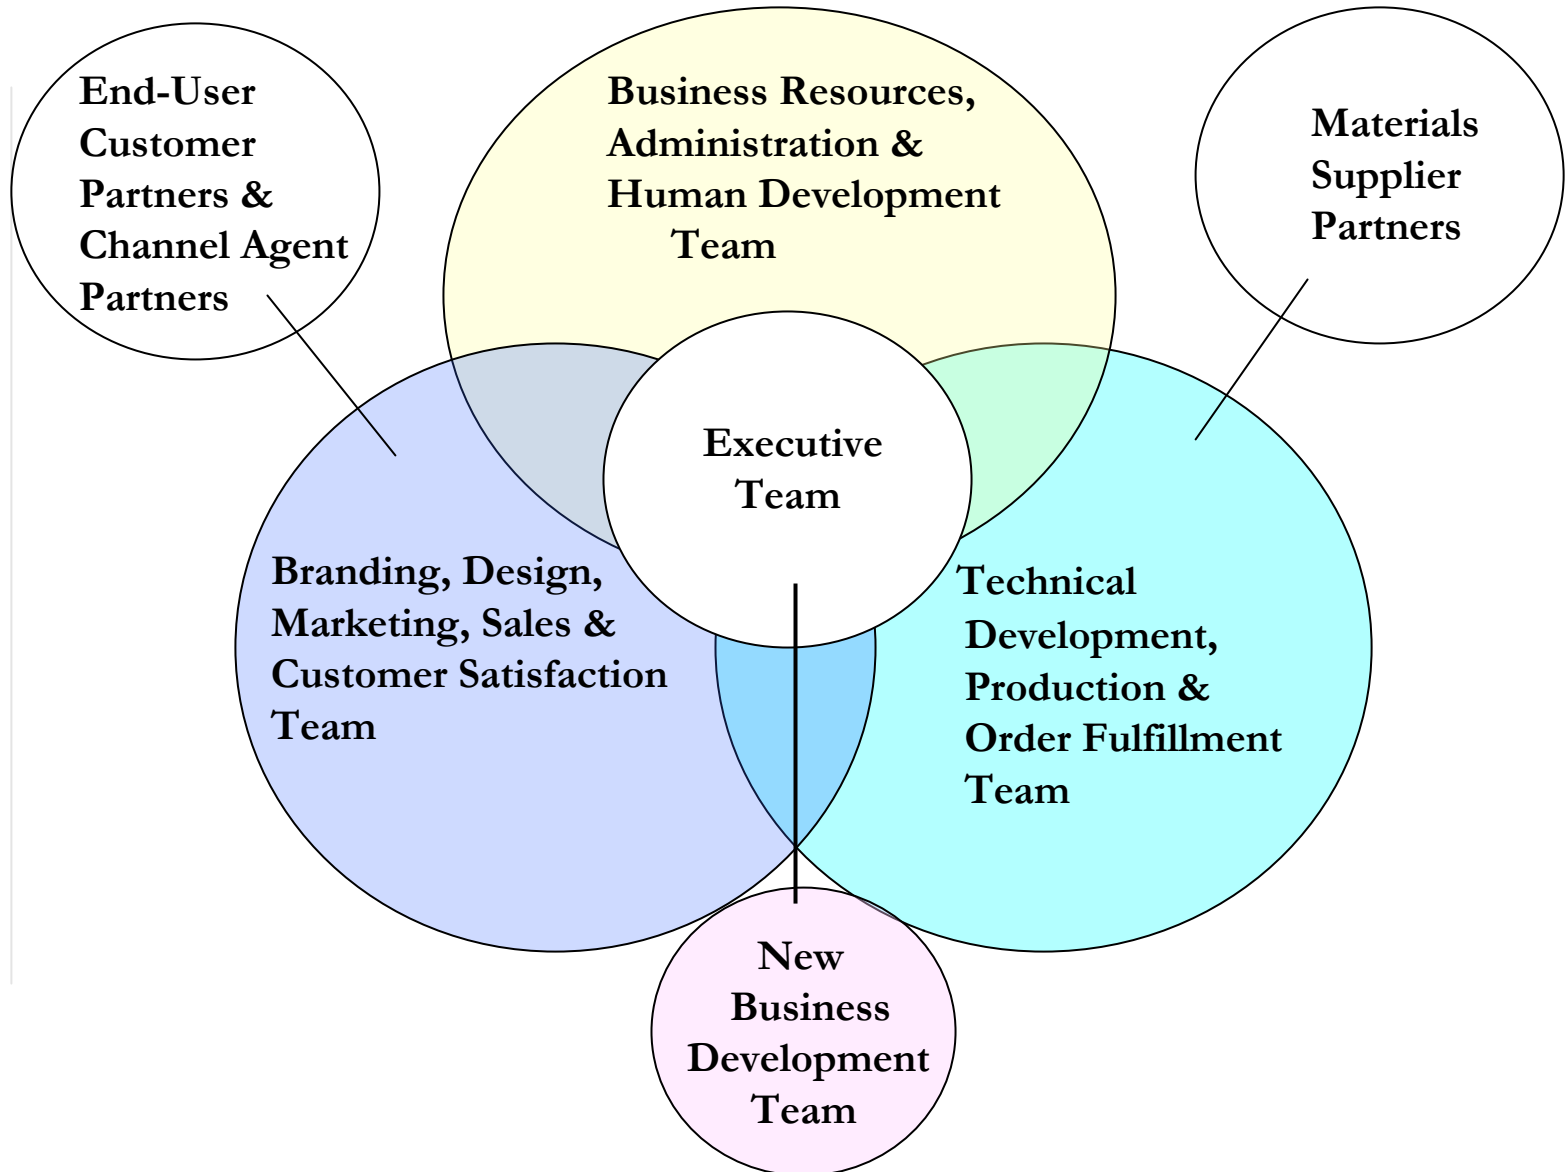 End-User
Customer
Partners &
Channel Agent
Partners
Business Resources,
Administration &
Human Development
Team
Materials
Supplier
Partners
Executive
Team
Branding, Design,
Marketing, Sales &
Customer Satisfaction
Team
Technical
Development,
Production &
Order Fulfillment
Team
New
Business
Development
Team